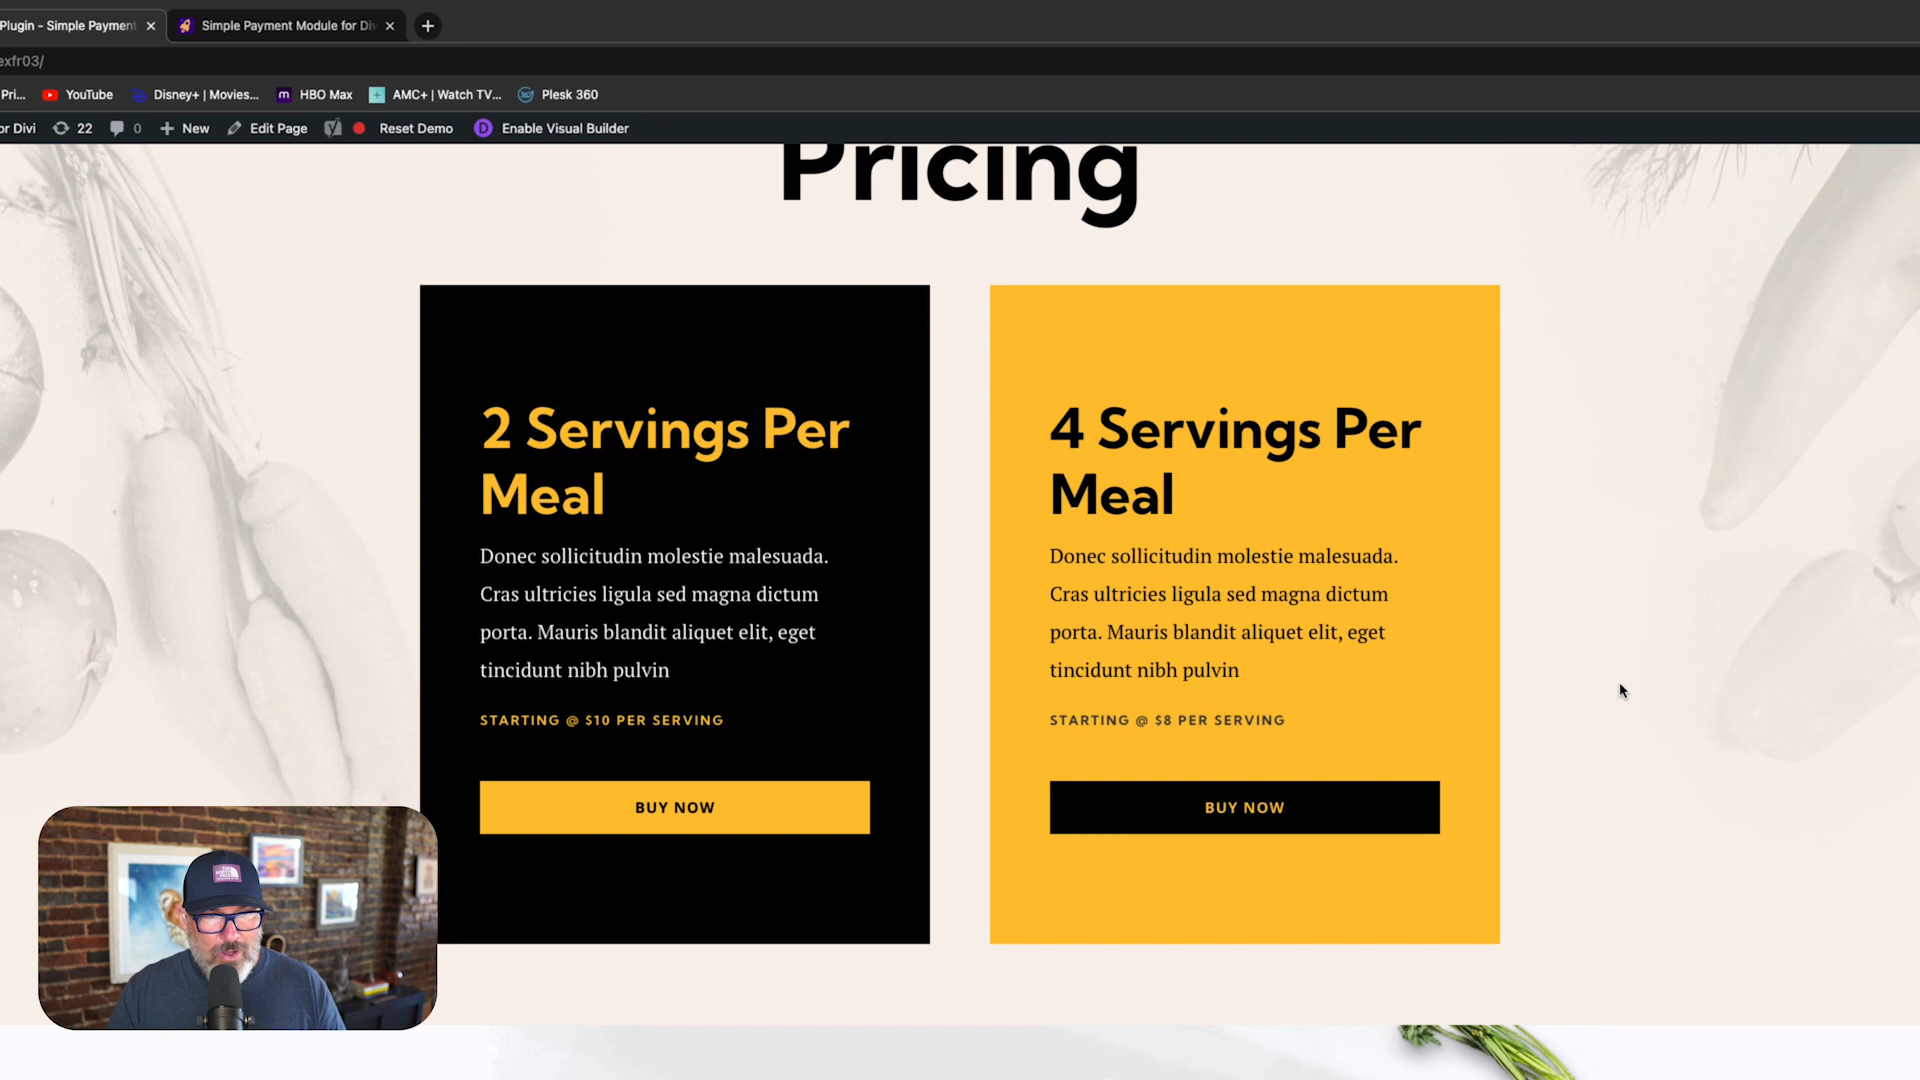 Plugin - Simple Payment
Simple Payment Module for Div
exfr03/
Pri...
YouTube
Disney+ | Movies...
HBO Max
AMC+ | Watch TV...
Plesk 360
or Divi
22
0
New
Edit Page
Reset Demo
Enable Visual Builder
Pricing
2 Servings Per
Meal
Donec sollicitudin molestie malesuada.
Cras ultricies ligula sed magna dictum
porta. Mauris blandit aliquet elit, eget
tincidunt nibh pulvin
STARTING @ $10 PER SERVING
BUY NOW
4 Servings Per
Meal
Donec sollicitudin molestie malesuada.
Cras ultricies ligula sed magna dictum
porta. Mauris blandit aliquet elit, eget
tincidunt nibh pulvin
STARTING @ $8 PER SERVING
BUY NOW